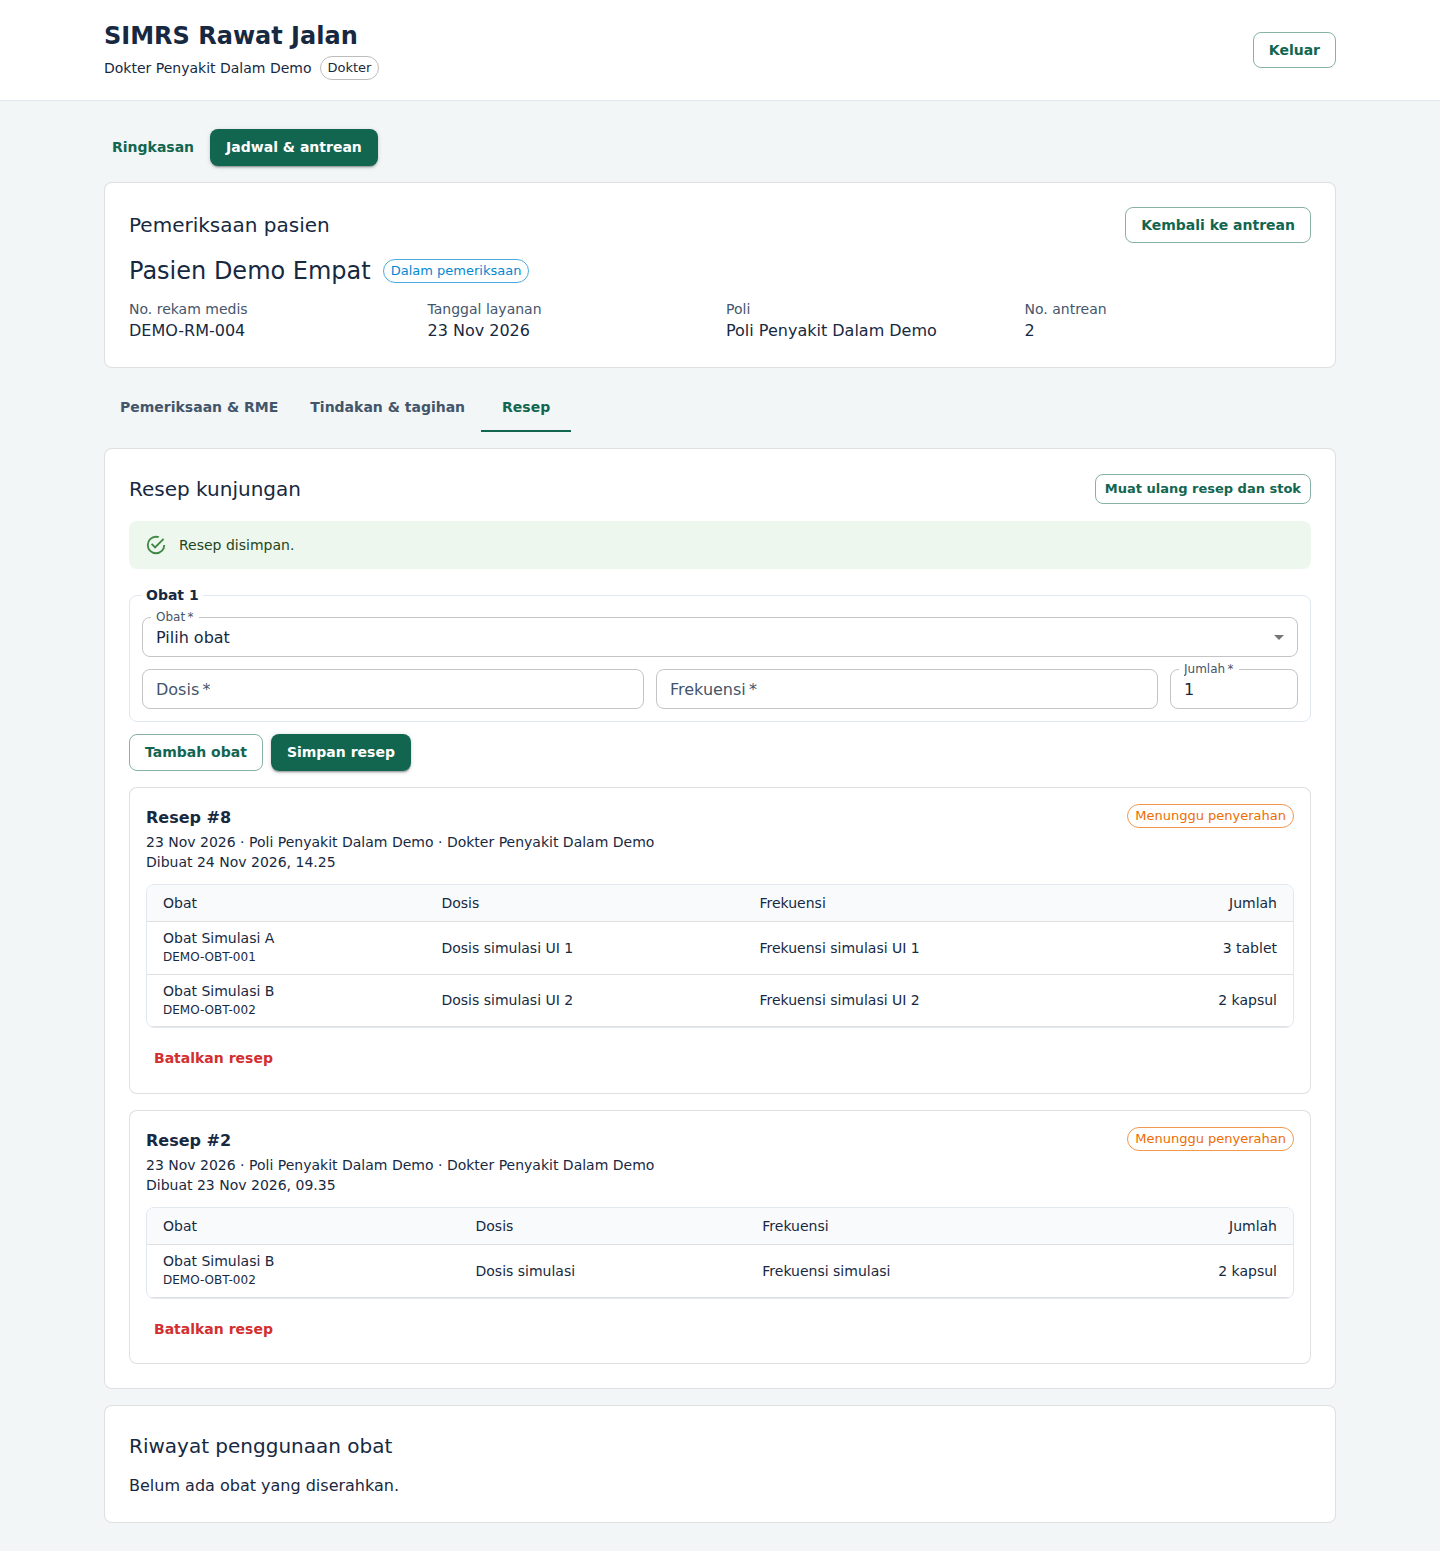 SIMRS Rawat Jalan
Dokter Penyakit Dalam Demo Dokter
Keluar
Ringkasan Jadwal & antrean
Pemeriksaan pasien
Kembali ke antrean
Pasien Demo Empat Dalam pemeriksaan
No. rekam medis Tanggal layanan Poli No. antrean
DEMO-RM-004 23 Nov 2026 Poli Penyakit Dalam Demo 2
Pemeriksaan & RME Tindakan & tagihan Resep
Resep kunjungan
Muat ulang resep dan stok
Resep disimpan.
Obat 1
Obat *
Pilih obat
Dosis * Frekuensi * Jumlah *
1
Tambah obat Simpan resep
Resep #8 Menunggu penyerahan
23 Nov 2026 · Poli Penyakit Dalam Demo · Dokter Penyakit Dalam Demo
Dibuat 24 Nov 2026, 14.25
Obat Dosis Frekuensi Jumlah
Obat Simulasi A Dosis simulasi UI 1 Frekuensi simulasi UI 1 3 tablet
DEMO-OBT-001
Obat Simulasi B Dosis simulasi UI 2 Frekuensi simulasi UI 2 2 kapsul
DEMO-OBT-002
Batalkan resep
Resep #2 Menunggu penyerahan
23 Nov 2026 · Poli Penyakit Dalam Demo · Dokter Penyakit Dalam Demo
Dibuat 23 Nov 2026, 09.35
Obat Dosis Frekuensi Jumlah
Obat Simulasi B Dosis simulasi Frekuensi simulasi 2 kapsul
DEMO-OBT-002
Batalkan resep
Riwayat penggunaan obat
Belum ada obat yang diserahkan.